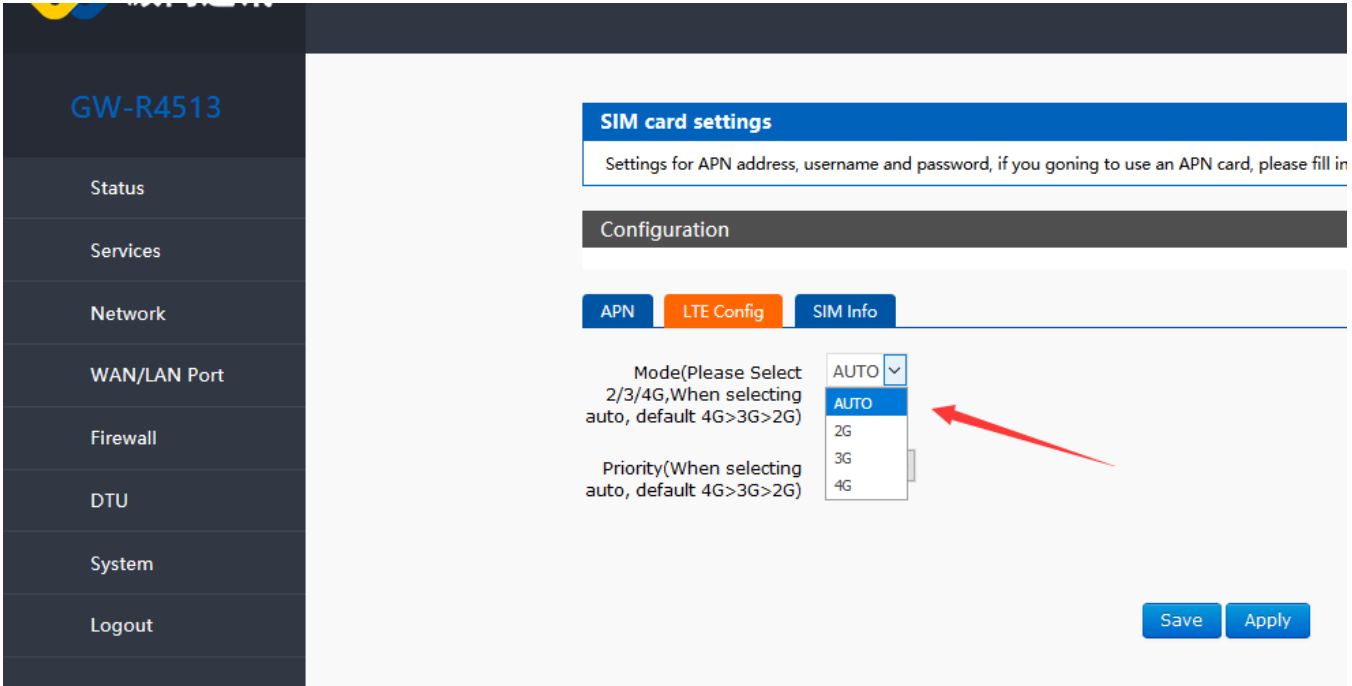 GW-R4513
Status
Services
Network
WAN/LAN Port
Firewall
DTU
System
Logout
SIM card settings
Settings for APN address, username and password, if you goning to use an APN card, please fill in
Configuration
APN
LTE Config
SIM Info
Mode(Please Select
2/3/4G,When selecting
auto, default 4G>3G>2G)
AUTO
AUTO
2G
3G
4G
Priority(When selecting
auto, default 4G>3G>2G)
Save
Apply